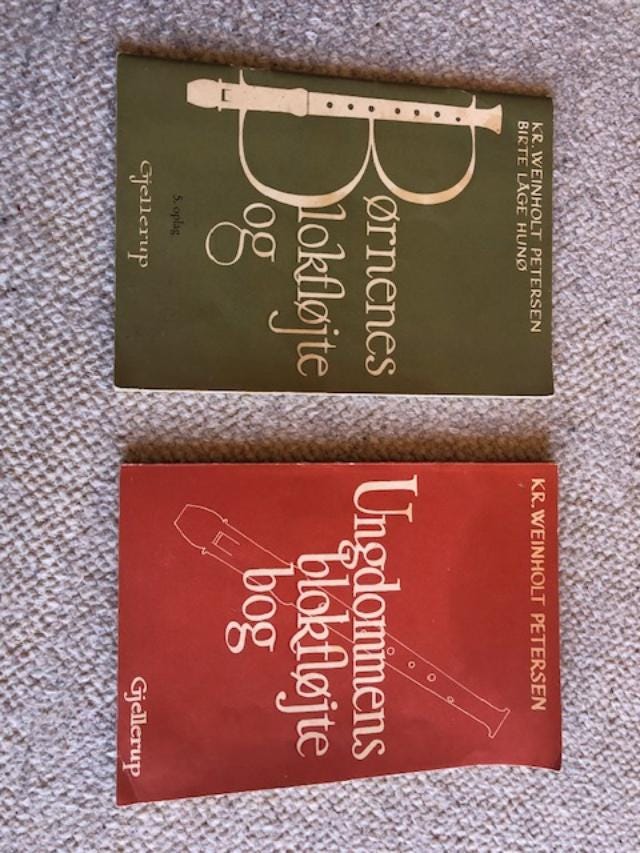 KR. WEINHOLT PETERSEN
BIRTE LÅGE HUNØ
Børnenes
Blokfløjte
Bog
5. oplag
Gjellerup
KR. WEINHOLT PETERSEN
Ungdommens
blokfløjte
bog
Gjellerup